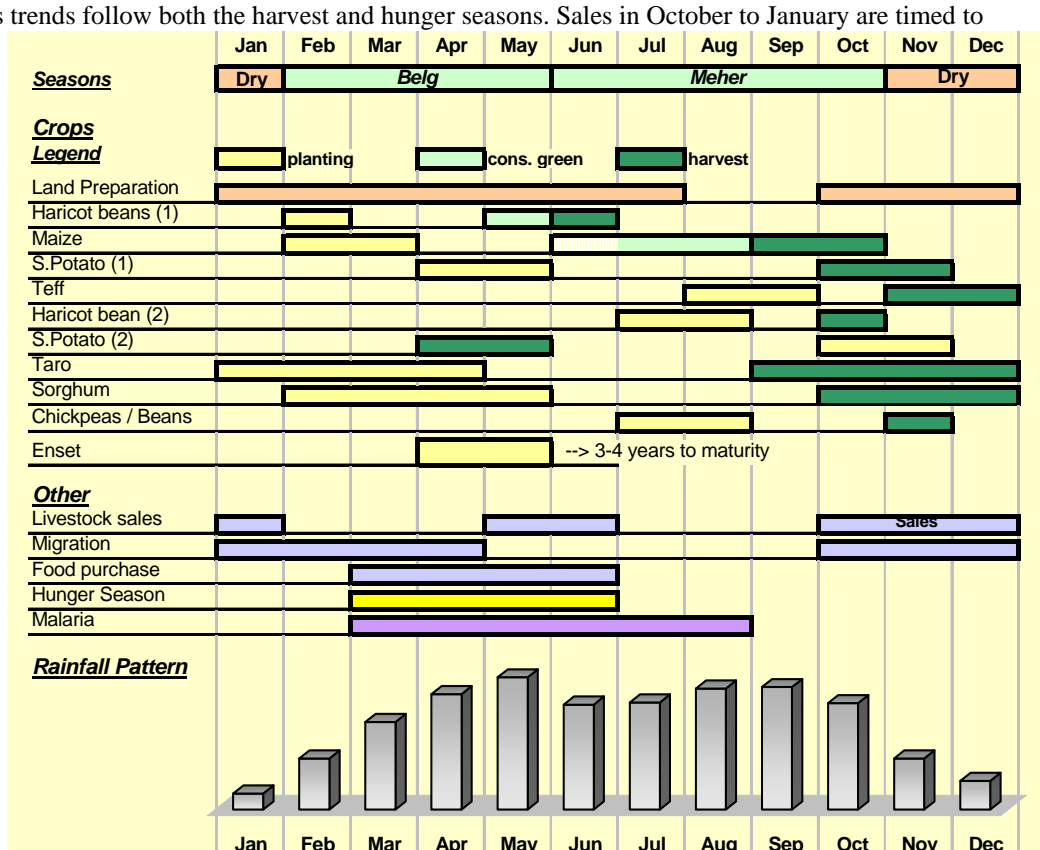 s trends follow both the harvest and hunger seasons. Sales in October to January are timed to
Jan Feb Mar Apr May Jun Jul Aug Sep Oct Nov Dec
Seasons Dry Belg Meher Dry
Crops
Legend planting cons. green harvest
Land Preparation
Haricot beans (1)
Maize
S.Potato (1)
Teff
Haricot bean (2)
S.Potato (2)
Taro
Sorghum
Chickpeas / Beans
Enset --> 3-4 years to maturity
Other
Livestock sales Sales
Migration
Food purchase
Hunger Season
Malaria
Rainfall Pattern
Jan Feb Mar Apr May Jun Jul Aug Sep Oct Nov Dec